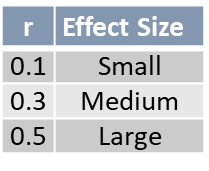 r Effect Size
0.1 Small
0.3 Medium
0.5 Large